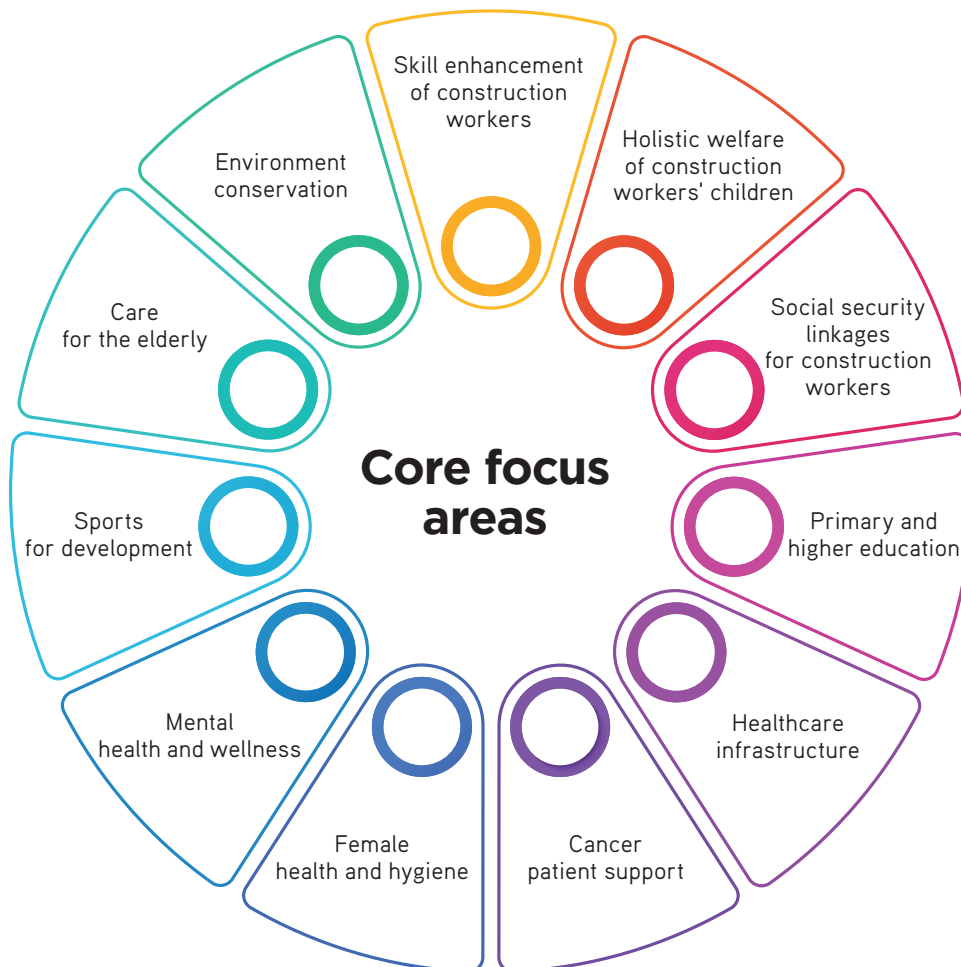 Skill enhancement
of construction
workers
Holistic welfare
of construction
workers' children
Social security
linkages
for construction
workers
Primary and
higher education
Healthcare
infrastructure
Cancer
patient support
Female
health and hygiene
Mental
health and wellness
Sports
for development
Care
for the elderly
Environment
conservation
Core focus
areas